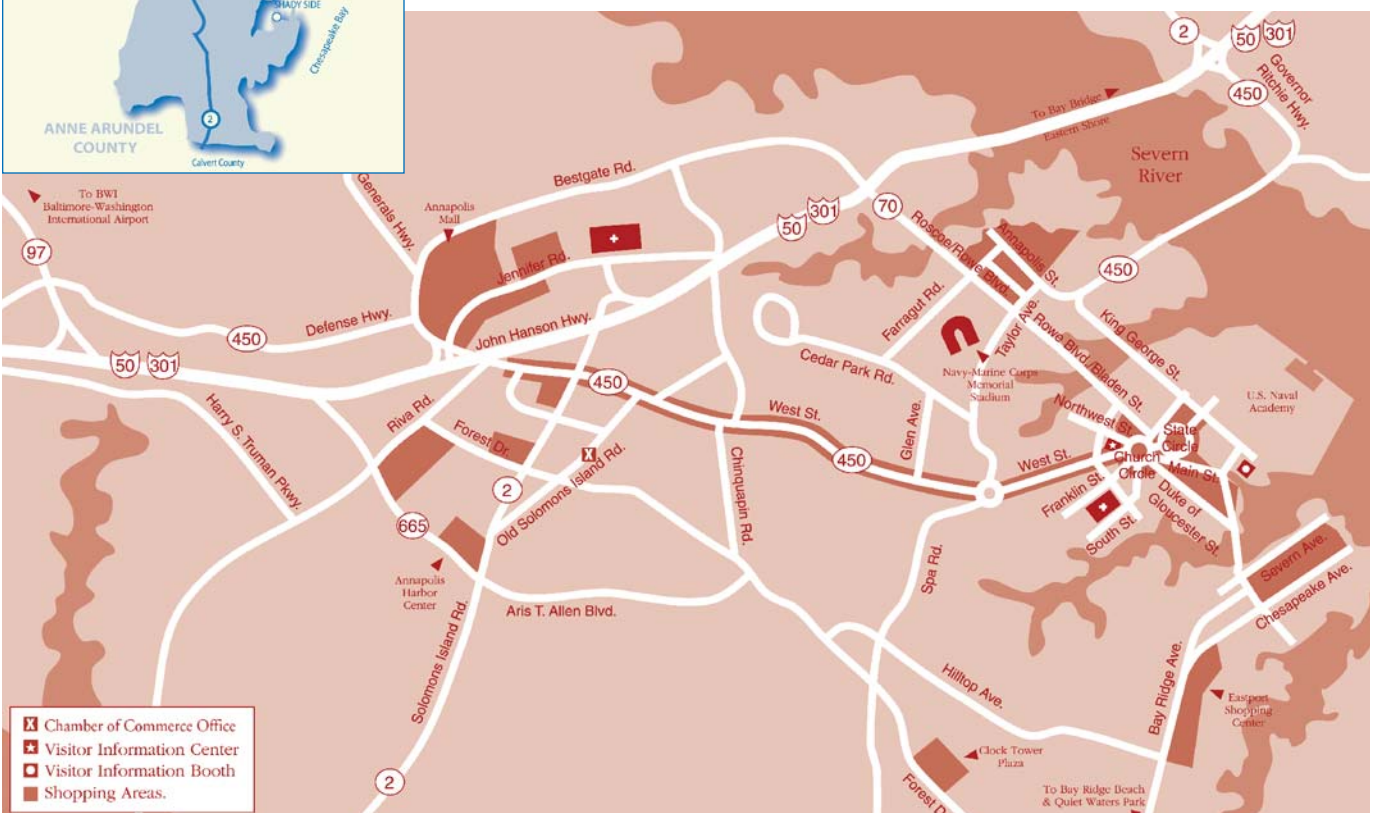 SHADY SIDE
Chesapeake Bay
2
ANNE ARUNDEL
COUNTY
Calvert County
2
50
301
Governor
Ritchie Hwy.
450
To Bay Bridge
Eastern Shore
Severn
River
To BWI
Baltimore-Washington
International Airport
97
Generals Hwy.
Annapolis
Mall
Bestgate Rd.
Jennifer Rd.
50
301
70
Roscoe/Rowe Blvd.
Annapolis St.
450
Farragut Rd.
Taylor Ave.
Rowe Blvd./Bladen St.
King George St.
Defense Hwy.
450
John Hanson Hwy.
50
301
Cedar Park Rd.
Navy-Marine Corps
Memorial
Stadium
U.S. Naval
Academy
450
West St.
Glen Ave.
450
Northwest St.
State
Circle
Church
Circle
Main St.
West St.
Franklin St.
South St.
Duke of
Gloucester St.
Harry S. Truman Pkwy.
Riva Rd.
Forest Dr.
X
Old Solomons Island Rd.
2
Chinquapin Rd.
665
Annapolis
Harbor
Center
Aris T. Allen Blvd.
Spa Rd.
Severn Ave.
Chesapeake Ave.
Solomons Island Rd.
Hilltop Ave.
Bay Ridge Ave.
Eastport
Shopping
Center
Clock Tower
Plaza
Forest D
To Bay Ridge Beach
& Quiet Waters Park
2
X Chamber of Commerce Office
Visitor Information Center
Visitor Information Booth
Shopping Areas.